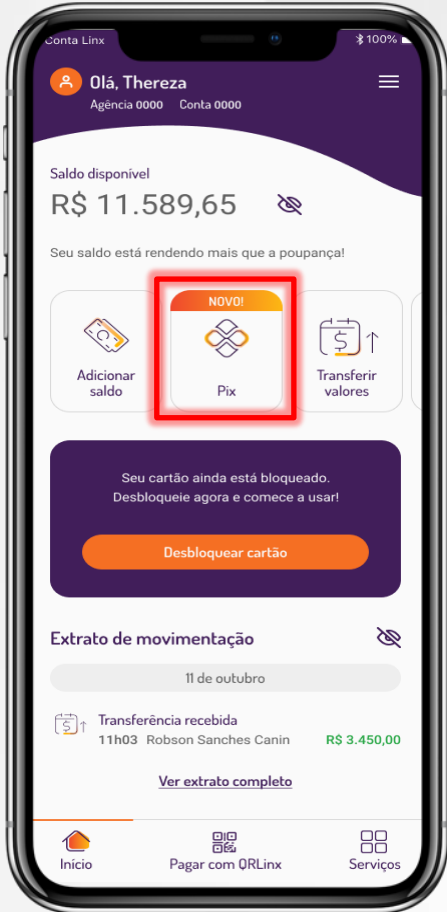 Conta Linx
100%
Olá, Thereza
Agência 0000 Conta 0000
Saldo disponível
R$ 11.589,65
Seu saldo está rendendo mais que a poupança!
NOVO!
Adicionar
saldo
Pix
Transferir
valores
Seu cartão ainda está bloqueado.
Desbloqueie agora e comece a usar!
Desbloquear cartão
Extrato de movimentação
11 de outubro
Transferência recebida
11h03 Robson Sanches Canin R$ 3.450,00
Ver extrato completo
Início
Pagar com QRLinx
Serviços